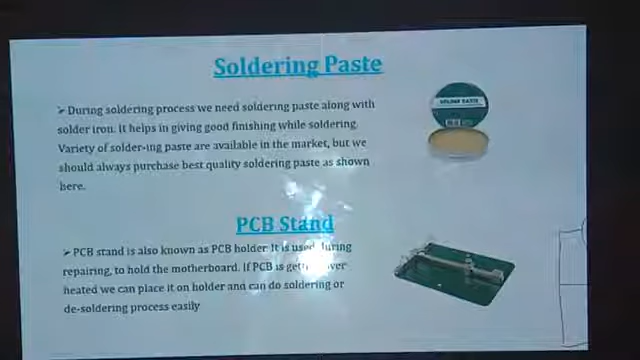 Soldering Paste
➢ During soldering process we need soldering paste along with
solder iron. It helps in giving good finishing while soldering.
Variety of solder-ing paste are available in the market, but we
should always purchase best quality soldering paste as shown
here.
SOLDER PASTE
PCB Stand
➢ PCB stand is also known as PCB holder It is used
repairing, to hold the motherboard. If PCB is
heated we can place it on holder and can do soldering or
de-soldering process easily